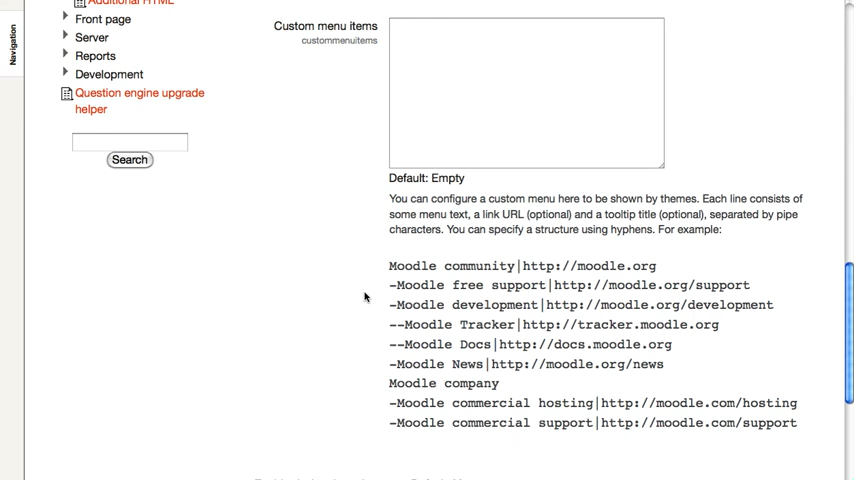 Additional HTML
Front page
Server
Reports
Development
Question engine upgrade
helper
Search
Navigation
Custom menu items
custommenuitems
Default: Empty
You can configure a custom menu here to be shown by themes. Each line consists of
some menu text, a link URL (optional) and a tooltip title (optional), separated by pipe
characters. You can specify a structure using hyphens. For example:
Moodle community|http://moodle.org
-Moodle free support|http://moodle.org/support
-Moodle development|http://moodle.org/development
--Moodle Tracker|http://tracker.moodle.org
--Moodle Docs|http://docs.moodle.org
-Moodle News|http://moodle.org/news
Moodle company
-Moodle commercial hosting|http://moodle.com/hosting
-Moodle commercial support|http://moodle.com/support